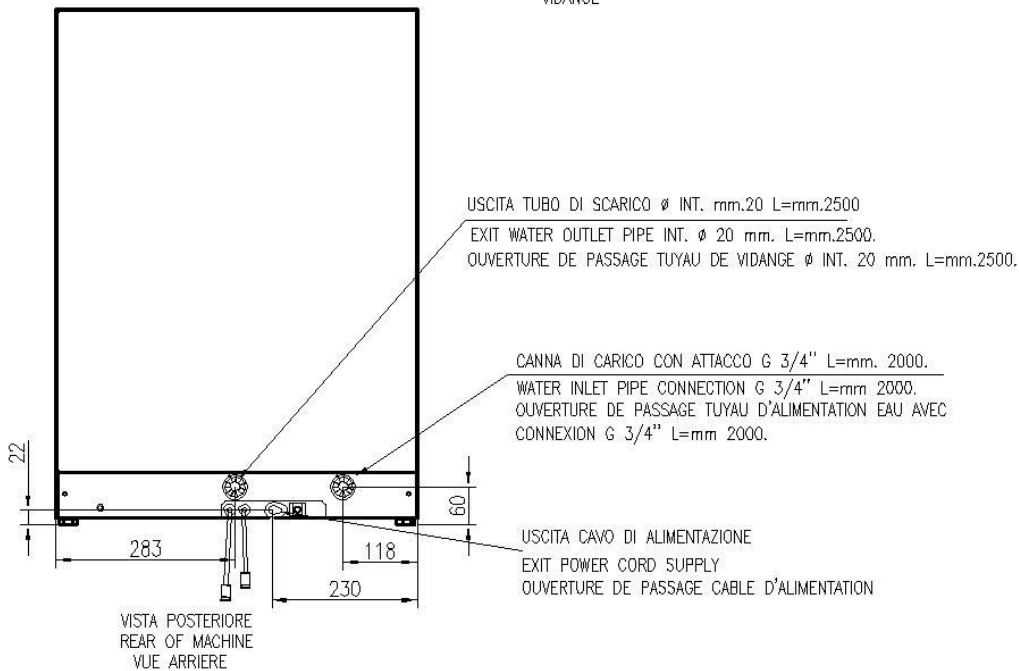 VIDANGE
USCITA TUBO DI SCARICO ø INT. mm.20 L=mm.2500
EXIT WATER OUTLET PIPE INT. ø 20 mm. L=mm.2500.
OUVERTURE DE PASSAGE TUYAU DE VIDANGE ø INT. 20 mm. L=mm.2500.
CANNA DI CARICO CON ATTACCO G 3/4" L=mm. 2000.
WATER INLET PIPE CONNECTION G 3/4" L=mm 2000.
OUVERTURE DE PASSAGE TUYAU D'ALIMENTATION EAU AVEC
CONNEXION G 3/4" L=mm 2000.
22
60
USCITA CAVO DI ALIMENTAZIONE
EXIT POWER CORD SUPPLY
OUVERTURE DE PASSAGE CABLE D'ALIMENTATION
283
118
230
VISTA POSTERIORE
REAR OF MACHINE
VUE ARRIERE